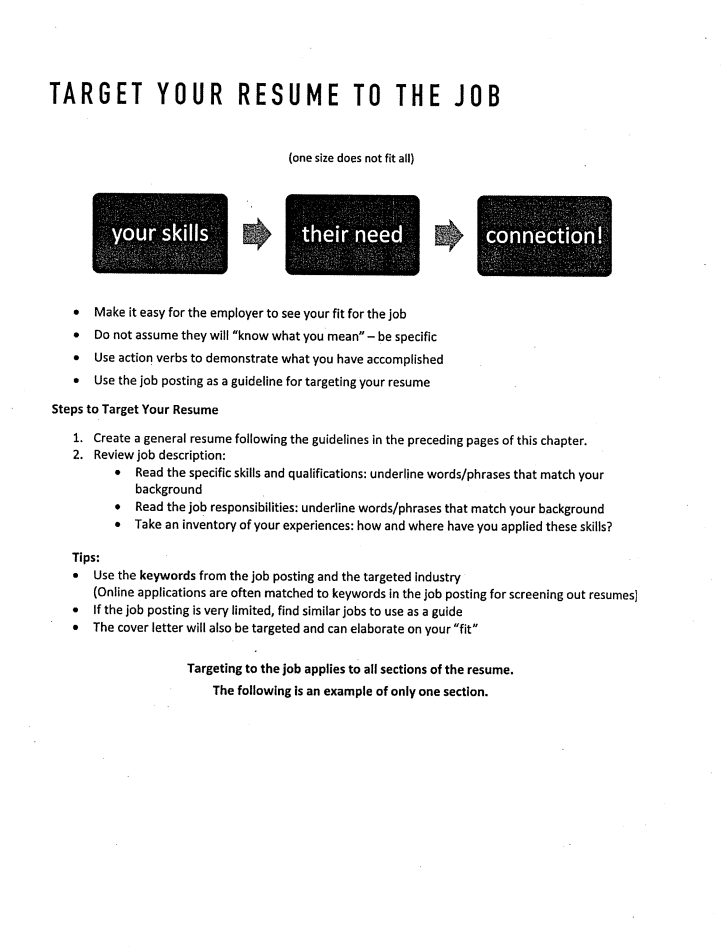 TARGET YOUR RESUME TO THE JOB
(one size does not fit all)
your skills
their need
connection!
• Make it easy for the employer to see your fit for the job
• Do not assume they will “know what you mean” – be specific
• Use action verbs to demonstrate what you have accomplished
• Use the job posting as a guideline for targeting your resume
Steps to Target Your Resume
1. Create a general resume following the guidelines in the preceding pages of this chapter.
2. Review job description:
• Read the specific skills and qualifications: underline words/phrases that match your
background
• Read the job responsibilities: underline words/phrases that match your background
• Take an inventory of your experiences: how and where have you applied these skills?
Tips:
• Use the keywords from the job posting and the targeted industry
(Online applications are often matched to keywords in the job posting for screening out resumes)
• If the job posting is very limited, find similar jobs to use as a guide
• The cover letter will also be targeted and can elaborate on your “fit”
Targeting to the job applies to all sections of the resume.
The following is an example of only one section.